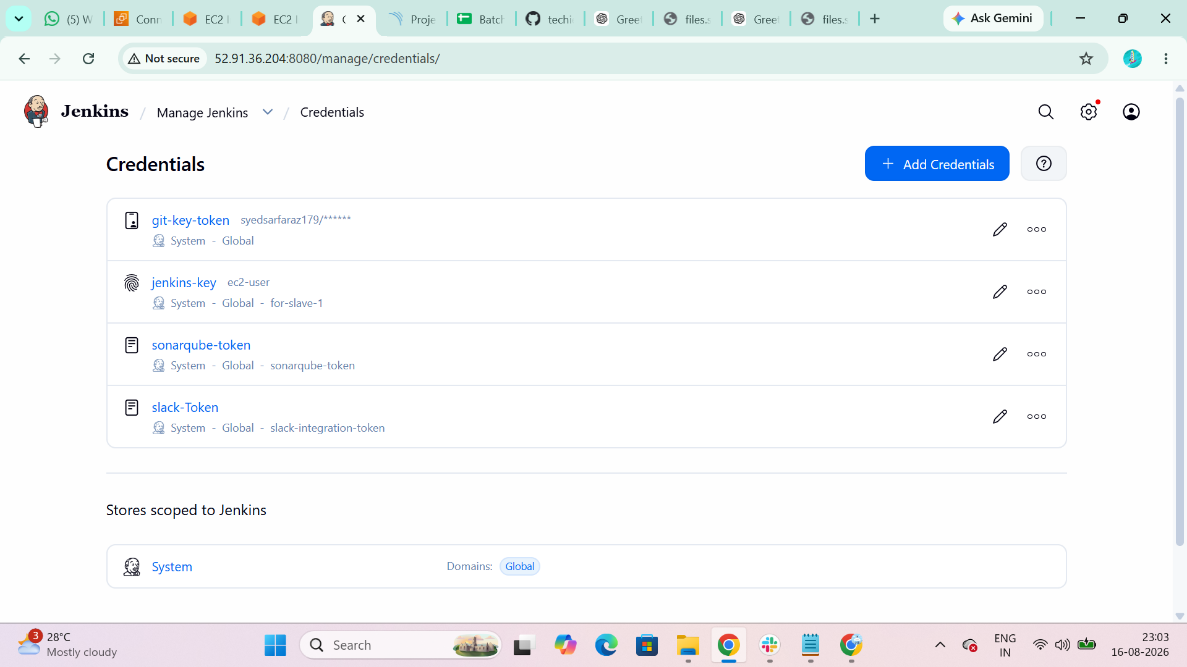 (5) W
Conn
EC2 I
EC2 I
C
Proje
Batch
techie
Greet
files.s
Greet
files.s
Ask Gemini
Not secure
52.91.36.204:8080/manage/credentials/
Jenkins / Manage Jenkins / Credentials
Credentials
Add Credentials
git-key-token syedsarfaraz179/******
System - Global
jenkins-key ec2-user
System - Global - for-slave-1
sonarqube-token
System - Global - sonarqube-token
slack-Token
System - Global - slack-integration-token
Stores scoped to Jenkins
System Domains: Global
3
28°C
Mostly cloudy
Search
ENG
IN
23:03
16-08-2026